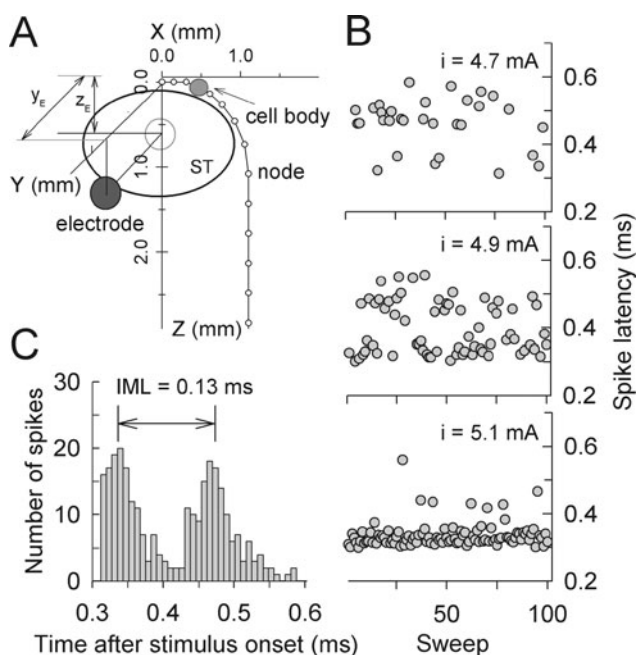 A
X (mm)
0.0 1.0
0.0
y_E
z_E
cell body
ST
1.0
node
Y (mm)
electrode
2.0
Z (mm)
B
i = 4.7 mA
0.6
0.4
0.2
i = 4.9 mA
0.6
0.4
0.2
i = 5.1 mA
0.6
0.4
0.2
50 100
Sweep
Spike latency (ms)
C
IML = 0.13 ms
30
20
10
0
Number of spikes
0.3 0.4 0.5 0.6
Time after stimulus onset (ms)